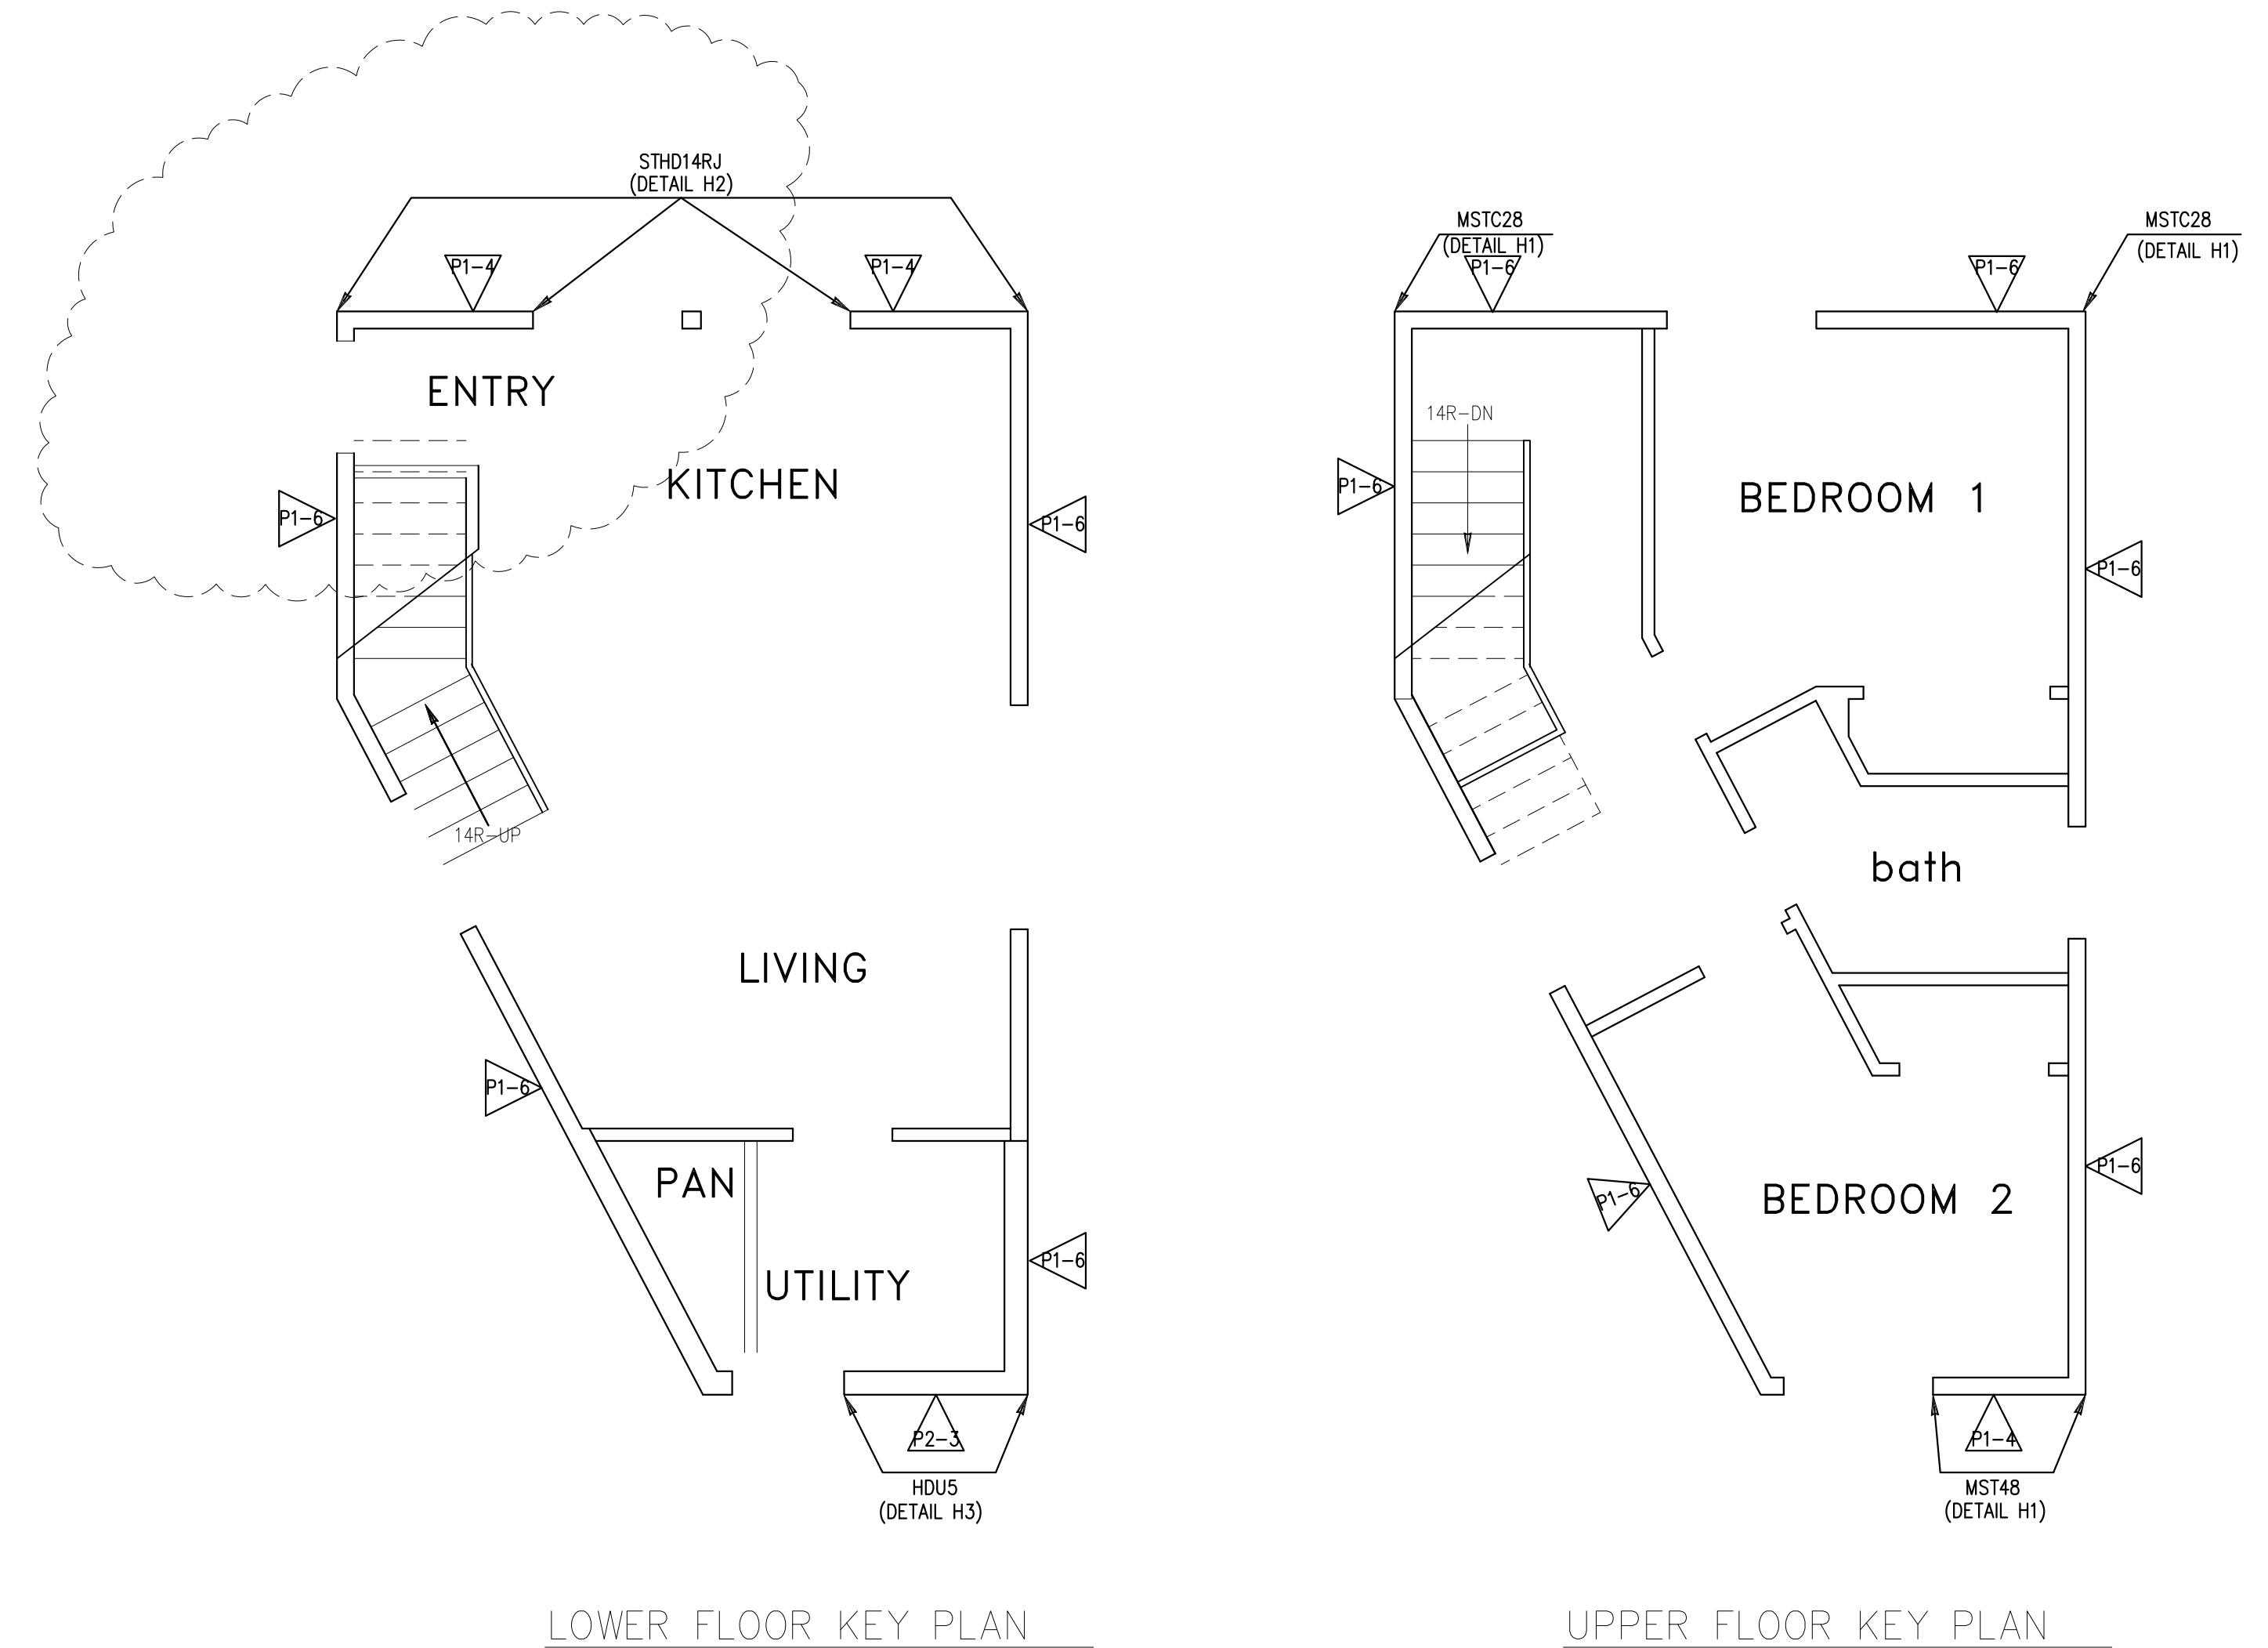 STHD14RJ
(DETAIL H2)
P1-4
P1-4
ENTRY
KITCHEN
P1-6
P1-6
14R-UP
LIVING
P1-6
PAN
UTILITY
P1-6
P2-3
HDU5
(DETAIL H3)
LOWER FLOOR KEY PLAN
MSTC28
(DETAIL H1)
P1-6
MSTC28
(DETAIL H1)
P1-6
14R-DN
P1-6
BEDROOM 1
P1-6
bath
P1-6
P1-6
BEDROOM 2
P1-4
MST48
(DETAIL H1)
UPPER FLOOR KEY PLAN